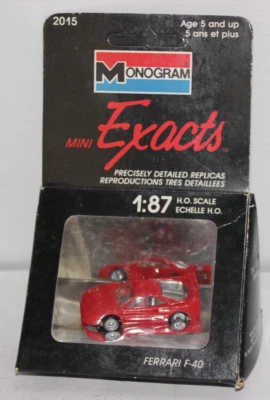 2015
Age 5 and up
5 ans et plus
MONOGRAM
MINI Exacts™
PRECISELY DETAILED REPLICAS
REPRODUCTIONS TRES DETAILLEES
1:87 H.O. SCALE
ECHELLE H.O.
FERRARI F-40